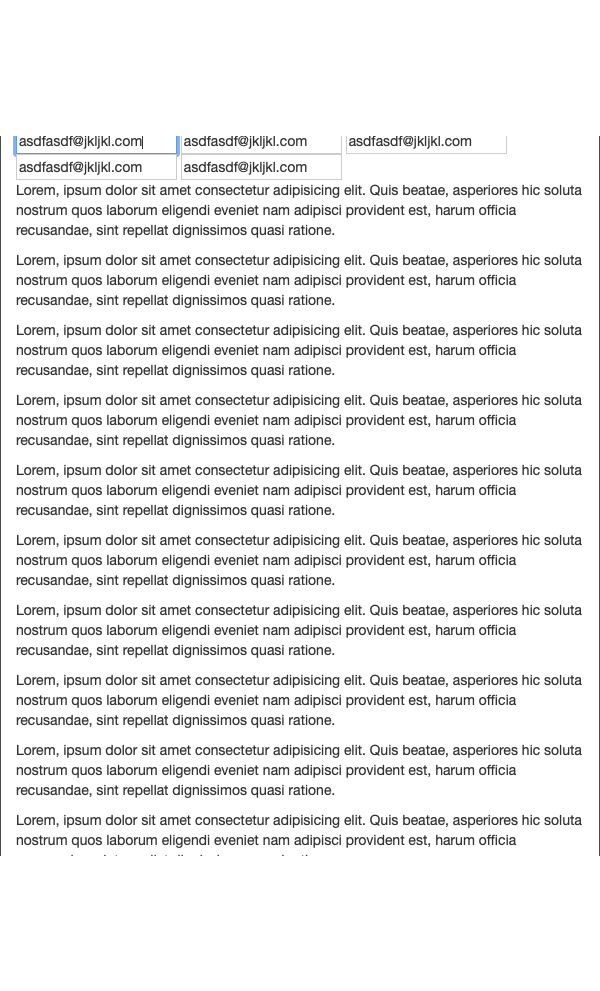 asdfasdf@jkljkl.com asdfasdf@jkljkl.com asdfasdf@jkljkl.com
asdfasdf@jkljkl.com asdfasdf@jkljkl.com
Lorem, ipsum dolor sit amet consectetur adipisicing elit. Quis beatae, asperiores hic soluta
nostrum quos laborum eligendi eveniet nam adipisci provident est, harum officia
recusandae, sint repellat dignissimos quasi ratione.
Lorem, ipsum dolor sit amet consectetur adipisicing elit. Quis beatae, asperiores hic soluta
nostrum quos laborum eligendi eveniet nam adipisci provident est, harum officia
recusandae, sint repellat dignissimos quasi ratione.
Lorem, ipsum dolor sit amet consectetur adipisicing elit. Quis beatae, asperiores hic soluta
nostrum quos laborum eligendi eveniet nam adipisci provident est, harum officia
recusandae, sint repellat dignissimos quasi ratione.
Lorem, ipsum dolor sit amet consectetur adipisicing elit. Quis beatae, asperiores hic soluta
nostrum quos laborum eligendi eveniet nam adipisci provident est, harum officia
recusandae, sint repellat dignissimos quasi ratione.
Lorem, ipsum dolor sit amet consectetur adipisicing elit. Quis beatae, asperiores hic soluta
nostrum quos laborum eligendi eveniet nam adipisci provident est, harum officia
recusandae, sint repellat dignissimos quasi ratione.
Lorem, ipsum dolor sit amet consectetur adipisicing elit. Quis beatae, asperiores hic soluta
nostrum quos laborum eligendi eveniet nam adipisci provident est, harum officia
recusandae, sint repellat dignissimos quasi ratione.
Lorem, ipsum dolor sit amet consectetur adipisicing elit. Quis beatae, asperiores hic soluta
nostrum quos laborum eligendi eveniet nam adipisci provident est, harum officia
recusandae, sint repellat dignissimos quasi ratione.
Lorem, ipsum dolor sit amet consectetur adipisicing elit. Quis beatae, asperiores hic soluta
nostrum quos laborum eligendi eveniet nam adipisci provident est, harum officia
recusandae, sint repellat dignissimos quasi ratione.
Lorem, ipsum dolor sit amet consectetur adipisicing elit. Quis beatae, asperiores hic soluta
nostrum quos laborum eligendi eveniet nam adipisci provident est, harum officia
recusandae, sint repellat dignissimos quasi ratione.
Lorem, ipsum dolor sit amet consectetur adipisicing elit. Quis beatae, asperiores hic soluta
nostrum quos laborum eligendi eveniet nam adipisci provident est, harum officia